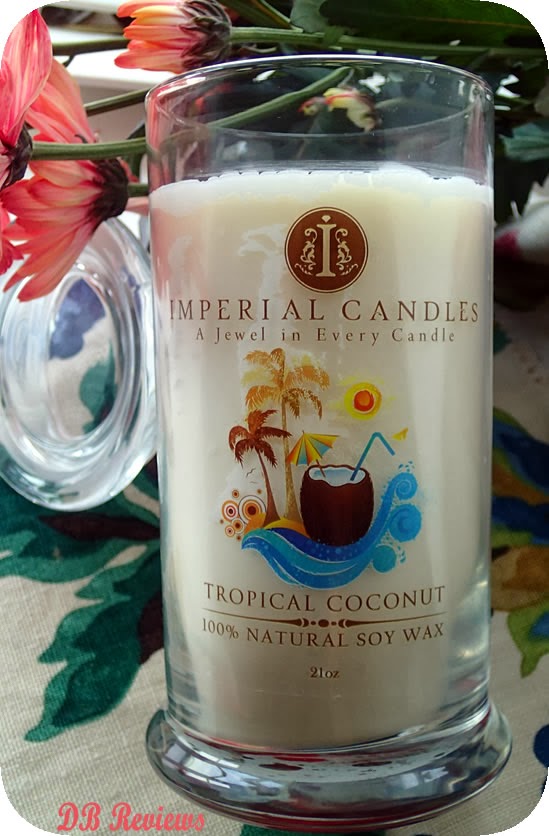 I
IMPERIAL CANDLES
A Jewel in Every Candle
TROPICAL COCONUT
100% NATURAL SOY WAX
21oz
DB Reviews